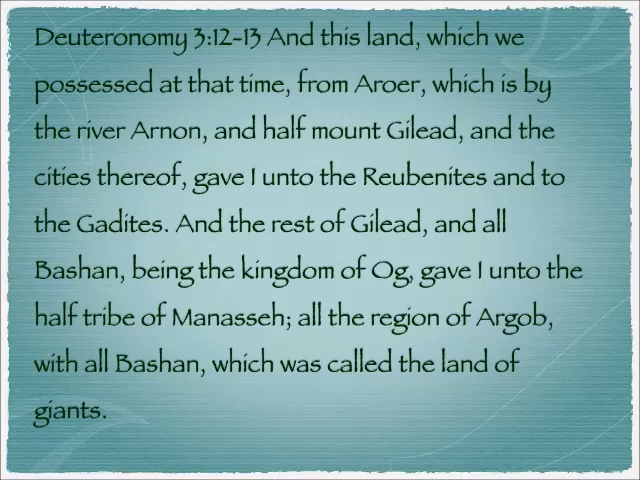 Deuteronomy 3:12-13 And this land, which we
possessed at that time, from Aroer, which is by
the river Arnon, and half mount Gilead, and the
cities thereof, gave I unto the Reubenites and to
the Gadites. And the rest of Gilead, and all
Bashan, being the kingdom of Og, gave I unto the
half tribe of Manasseh; all the region of Argob,
with all Bashan, which was called the land of
giants.